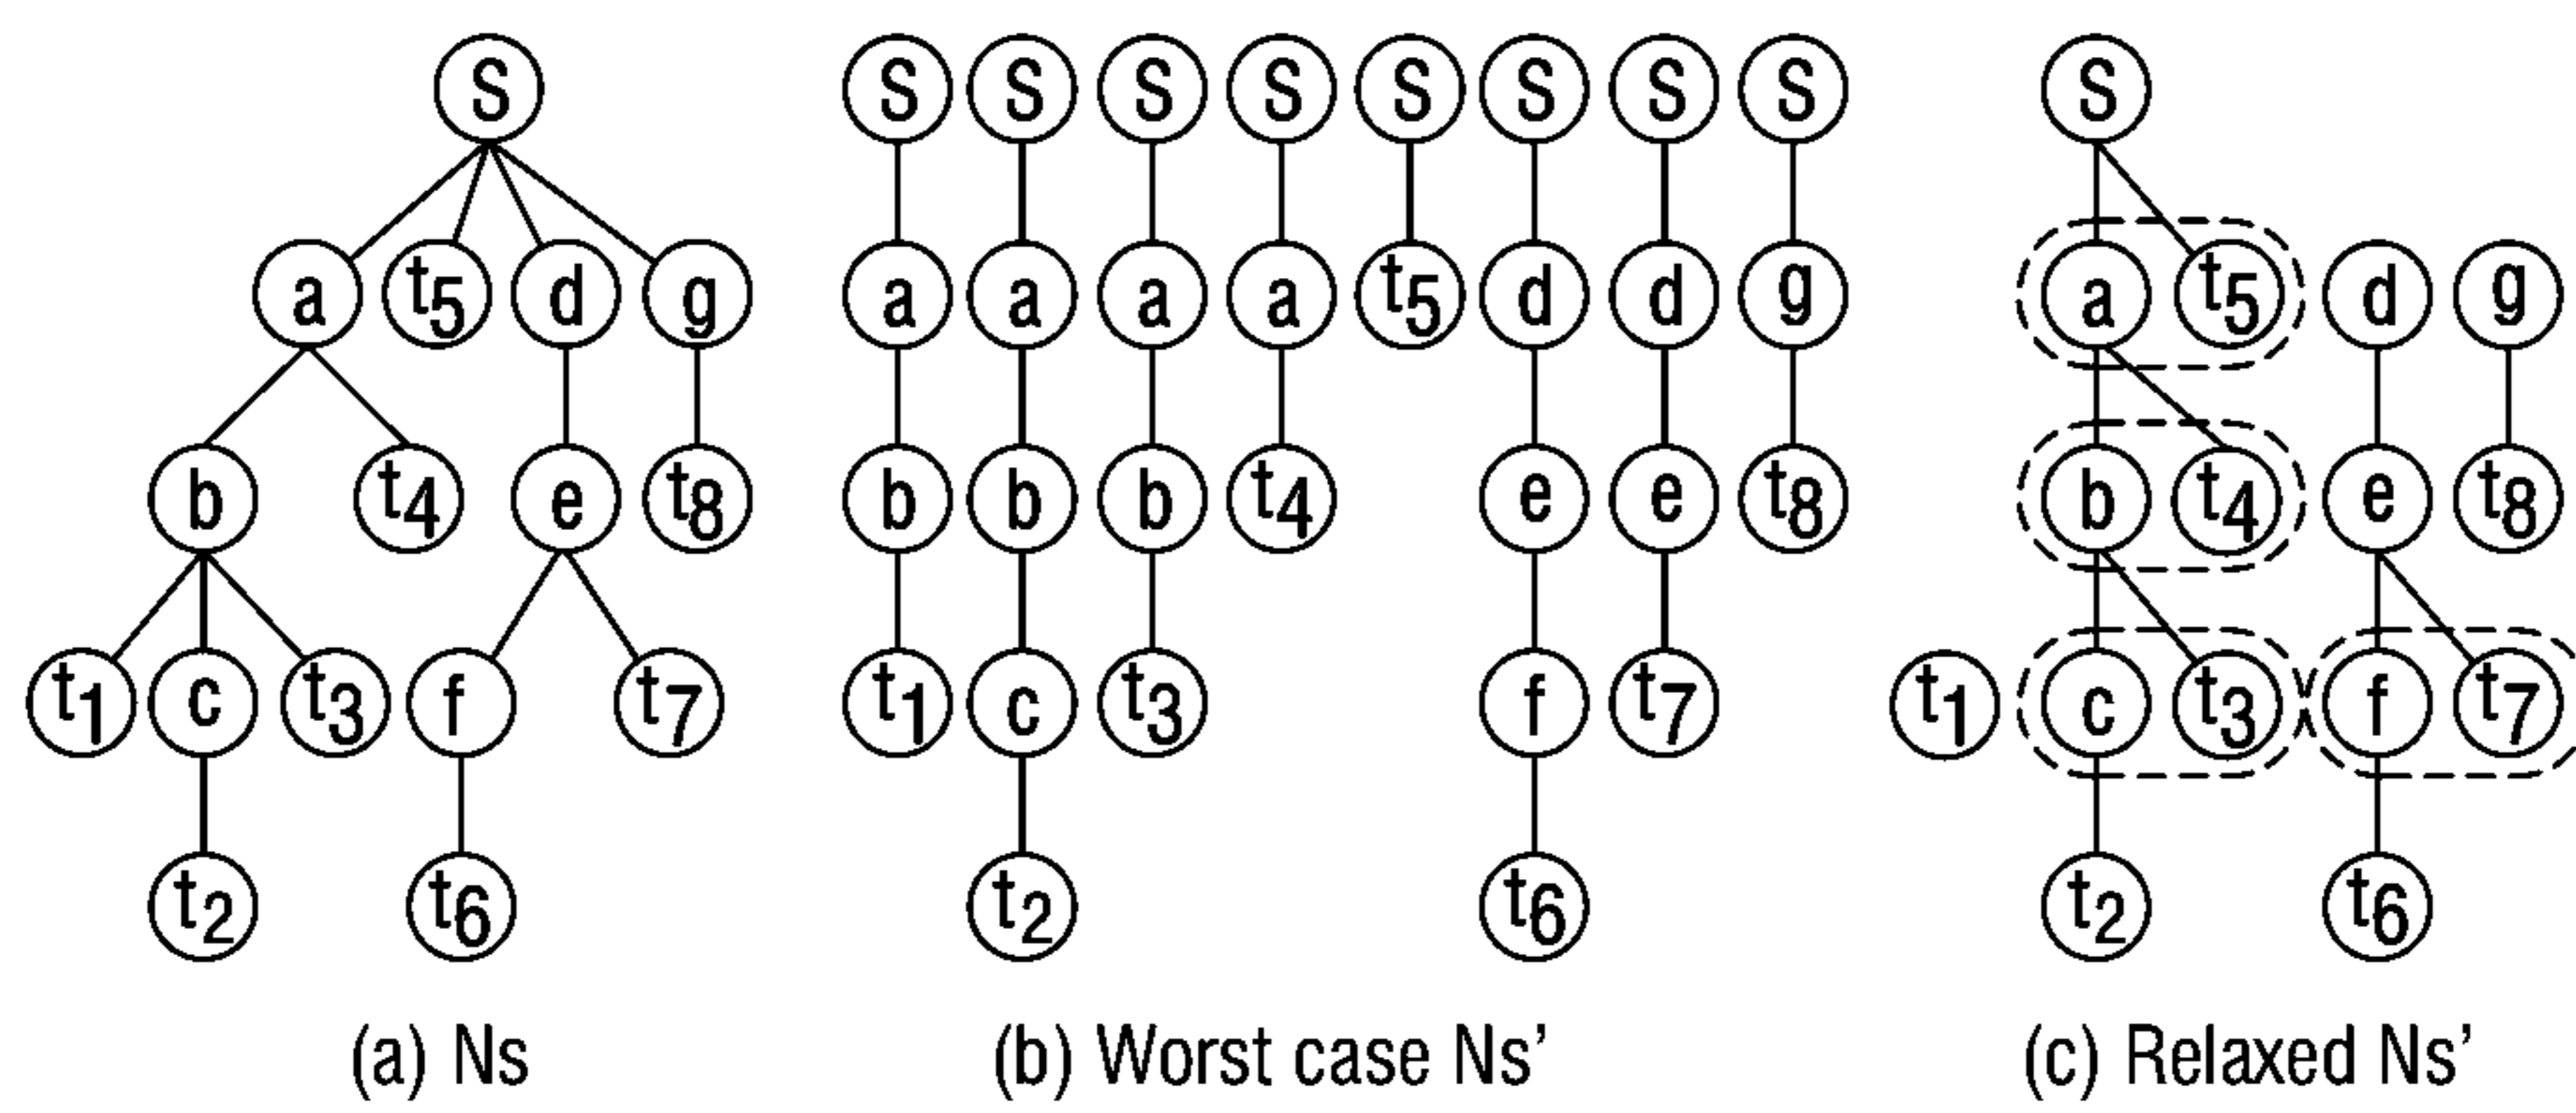 S S S S S S S S S S
a t5 d g a a a a t5 d d g a t5 d g
b t4 e t8 b b b t4 e e t8 b t4 e t8
t1 c t3 f t7 t1 c t3 f t7 t1 c t3 f t7
t2 t6 t2 t6 t2 t6
(a) Ns (b) Worst case Ns’ (c) Relaxed Ns’